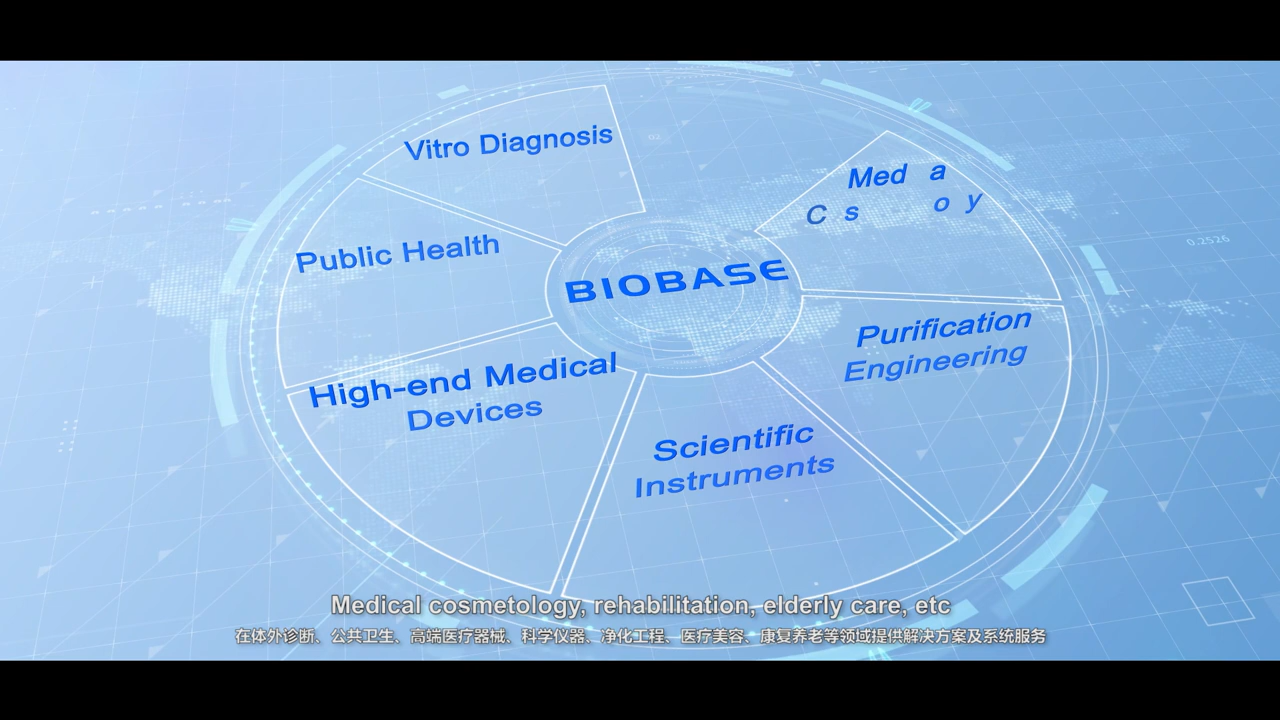 Vitro Diagnosis
Public Health
High-end Medical
Devices
Scientific
Instruments
Purification
Engineering
Med a
C s o y
BIOBASE
0.2526
Medical cosmetology, rehabilitation, elderly care, etc
在体外诊断、公共卫生、高端医疗器械、科学仪器、净化工程、医疗美容、康复养老等领域提供解决方案及系统服务